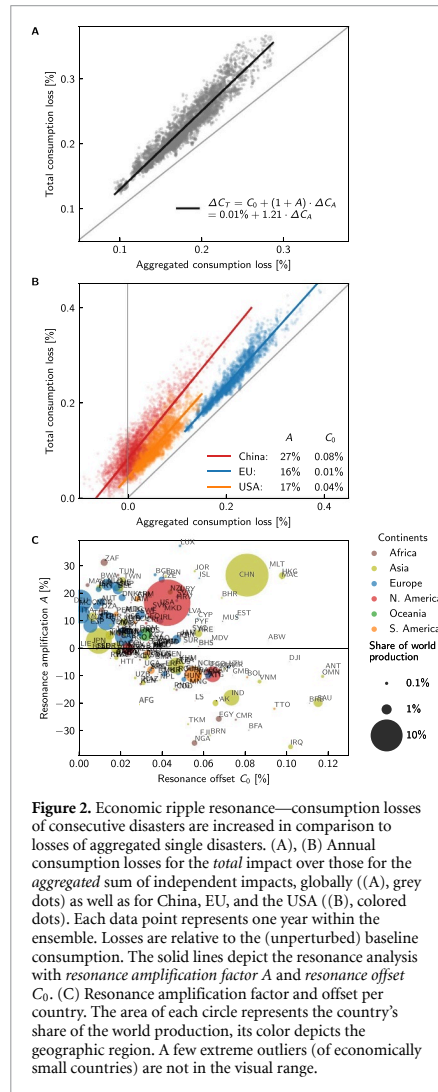 A
Total consumption loss [%]
0.3
0.2
0.1
ΔC_T = C_0 + (1 + A) · ΔC_A
= 0.01% + 1.21 · ΔC_A
0.1
0.2
0.3
Aggregated consumption loss [%]
B
Total consumption loss [%]
0.4
0.2
0.0
A C_0
China: 27% 0.08%
EU: 16% 0.01%
USA: 17% 0.04%
0.0
0.2
0.4
Aggregated consumption loss [%]
C
Resonance amplification A [%]
30
20
10
0
−10
−20
−30
LUX
ZAF
TUN
TWN
JOR
ISL
CHN
MLT
HKG
MAC
BHR
USA
MKD
LVA
CYP
PYF
MUS
EST
BHS
MDV
ABW
JPN
HTI
DJI
ANT
OMN
GMB
BOL
VNM
IND
AFG
LS
TTO
SAU
EGY
CMR
TKM
FJI
BRN
BFA
NGA
IRQ
0.00
0.02
0.04
0.06
0.08
0.10
0.12
Resonance offset C_0 [%]
Continents
Africa
Asia
Europe
N. America
Oceania
S. America
Share of world
production
0.1%
1%
10%
Figure 2. Economic ripple resonance—consumption losses
of consecutive disasters are increased in comparison to
losses of aggregated single disasters. (A), (B) Annual
consumption losses for the total impact over those for the
aggregated sum of independent impacts, globally ((A), grey
dots) as well as for China, EU, and the USA ((B), colored
dots). Each data point represents one year within the
ensemble. Losses are relative to the (unperturbed) baseline
consumption. The solid lines depict the resonance analysis
with resonance amplification factor A and resonance offset
C_0. (C) Resonance amplification factor and offset per
country. The area of each circle represents the country's
share of the world production, its color depicts the
geographic region. A few extreme outliers (of economically
small countries) are not in the visual range.